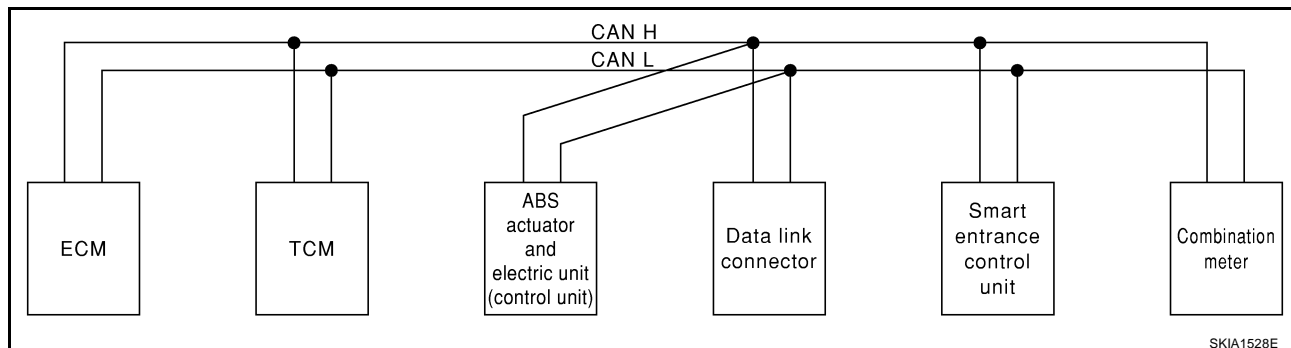 CAN H
CAN L
ECM
TCM
ABS
actuator
and
electric unit
(control unit)
Data link
connector
Smart
entrance
control
unit
Combination
meter
SKIA1528E